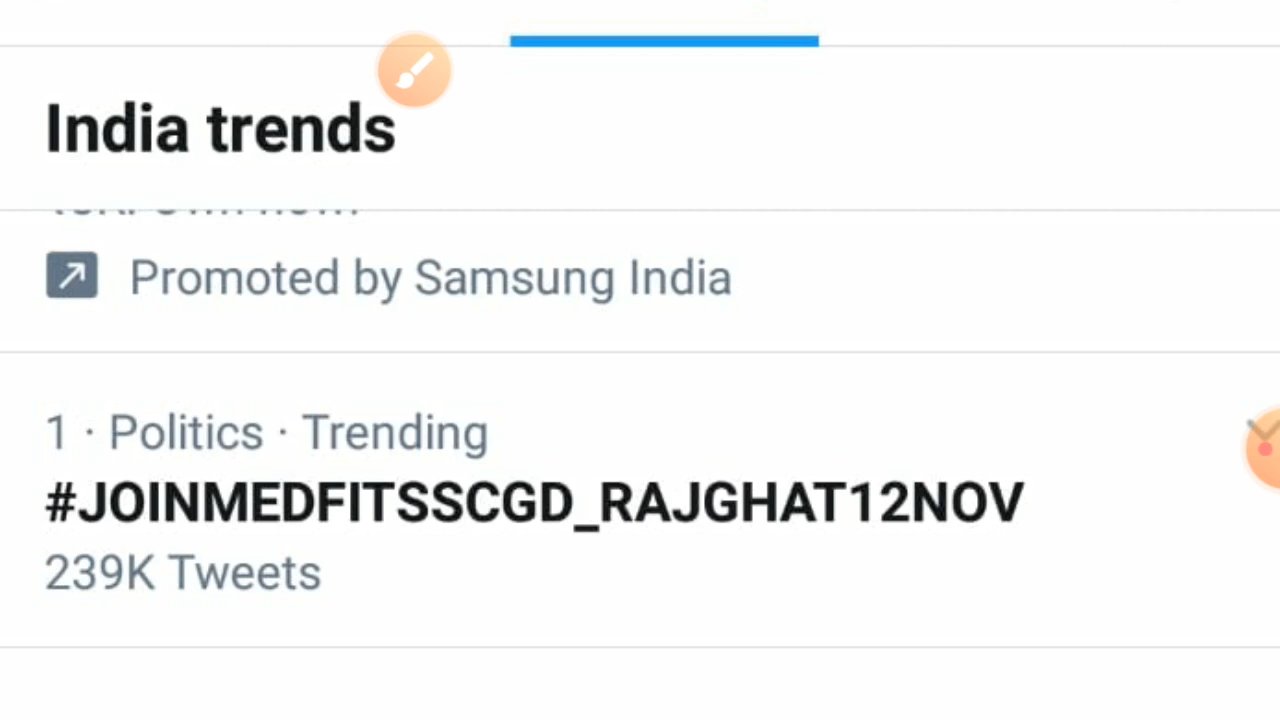 India trends
Promoted by Samsung India
1 · Politics · Trending
#JOINMEDFITSSCGD_RAJGHAT12NOV
239K Tweets